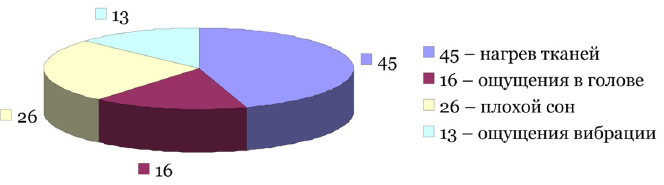 13
45
26
16
45 – нагрев тканей
16 – ощущения в голове
26 – плохой сон
13 – ощущения вибрации